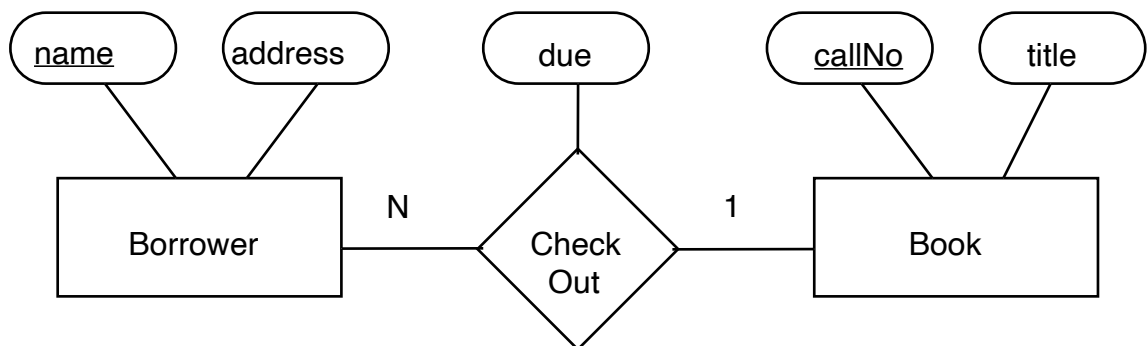 name
address
due
callNo
title
N
1
Borrower
Check
Out
Book